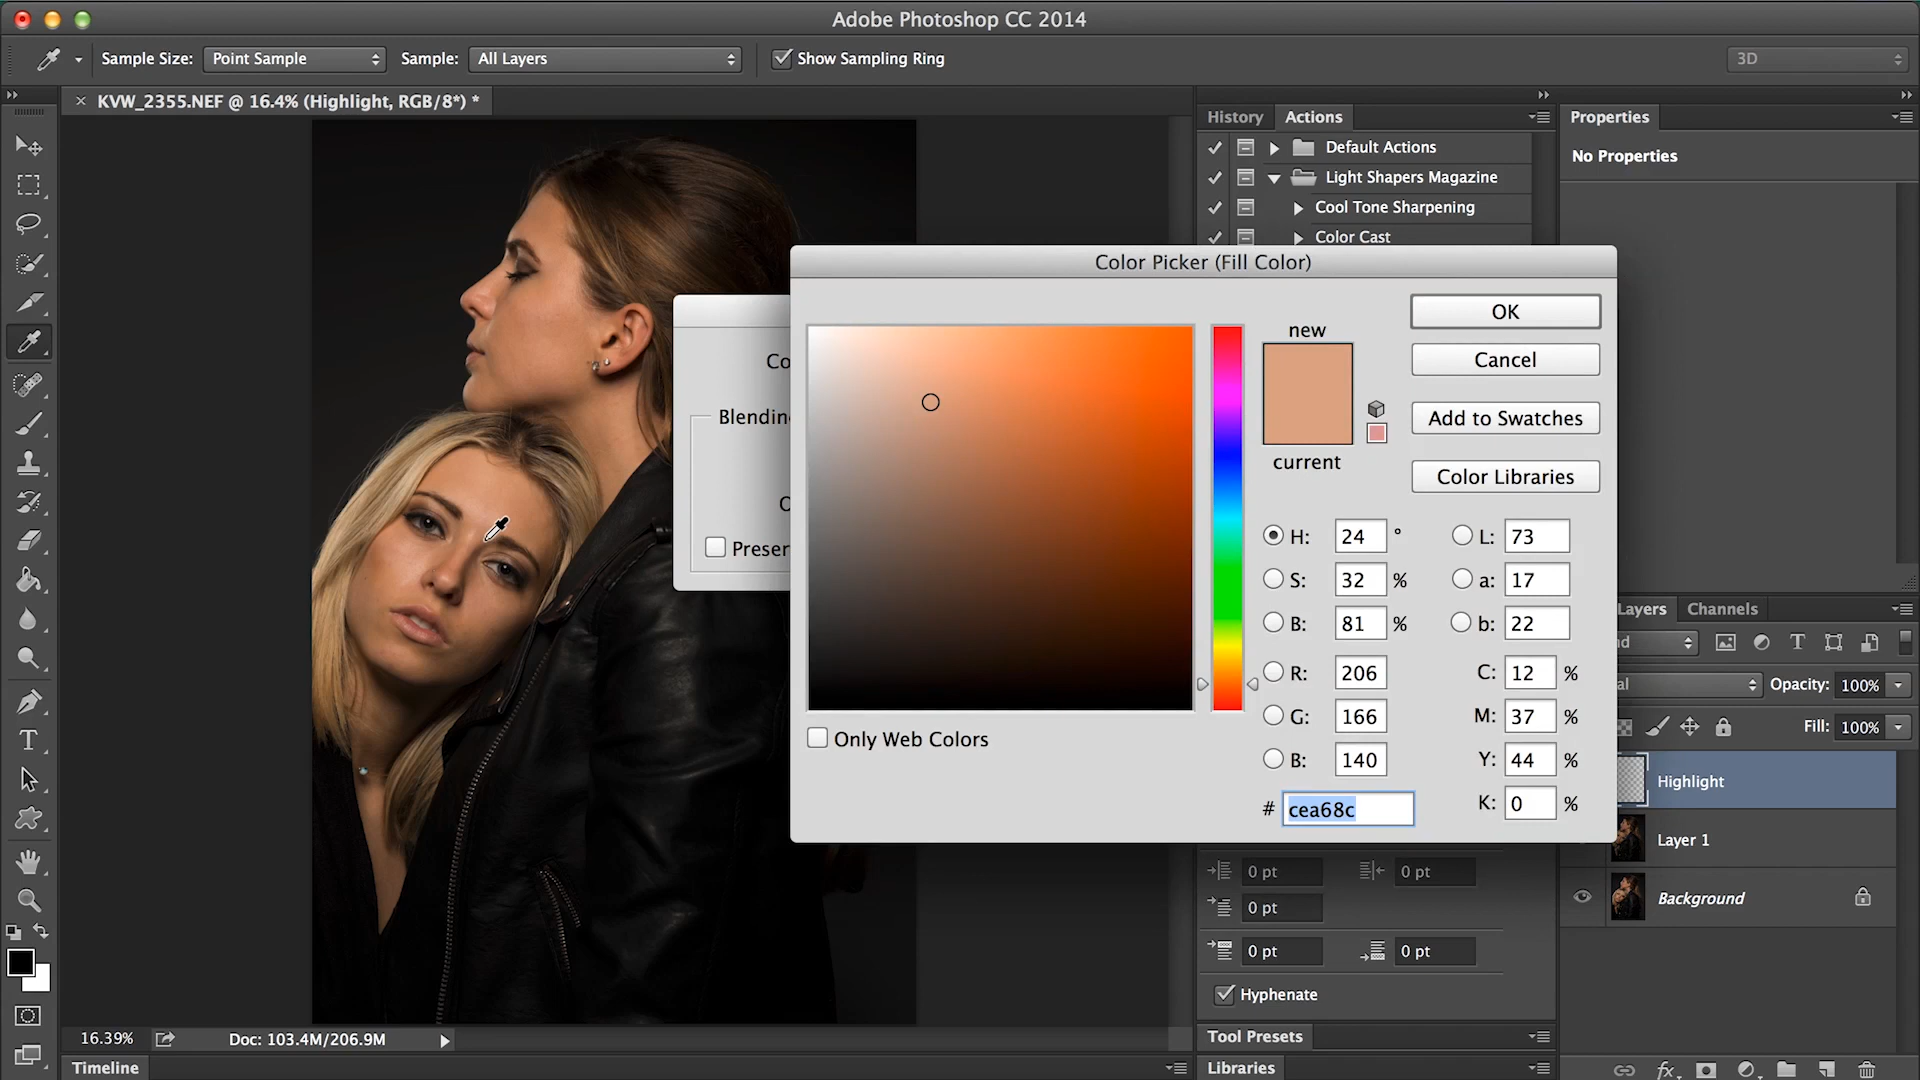 Adobe Photoshop CC 2014
Sample Size: Point Sample Sample: All Layers Show Sampling Ring 3D
KVW_2355.NEF @ 16.4% (Highlight, RGB/8*) *
History Actions
Default Actions
Light Shapers Magazine
Cool Tone Sharpening
Color Cast
Properties
No Properties
Co
Blendin
O
Preser
Color Picker (Fill Color)
new
current
OK
Cancel
Add to Swatches
Color Libraries
H: 24 ° L: 73
S: 32 % a: 17
B: 81 % b: 22
R: 206 C: 12 %
G: 166 M: 37 %
B: 140 Y: 44 %
# cea68c K: 0 %
Only Web Colors
Layers Channels
Opacity: 100%
Fill: 100%
Highlight
Layer 1
Background
0 pt 0 pt
0 pt
0 pt 0 pt
Hyphenate
Tool Presets
Libraries
16.39% Doc: 103.4M/206.9M
Timeline